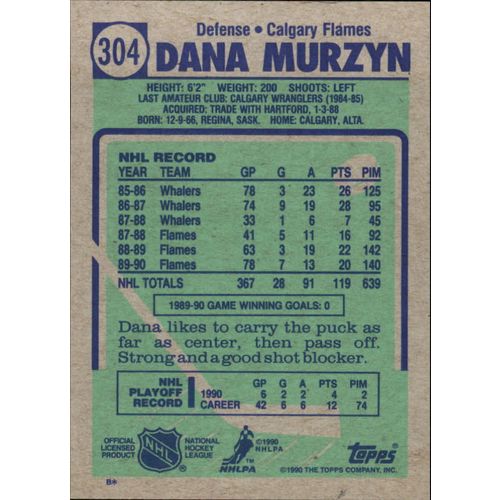 304
Defense • Calgary Flames
DANA MURZYN
HEIGHT: 6'2" WEIGHT: 200 SHOOTS: LEFT
LAST AMATEUR CLUB: CALGARY WRANGLERS (1984-85)
ACQUIRED: TRADE WITH HARTFORD, 1-3-88
BORN: 12-9-66, REGINA, SASK. HOME: CALGARY, ALTA.
NHL RECORD
YEAR TEAM GP G A PTS PIM
85-86 Whalers 78 3 23 26 125
86-87 Whalers 74 9 19 28 95
87-88 Whalers 33 1 6 7 45
87-88 Flames 41 6 5 11 16 92
88-89 Flames 63 3 19 22 142
89-90 Flames 78 7 13 20 140
NHL TOTALS 367 28 91 119 639
1989-90 GAME WINNING GOALS: 0
Dana likes to carry the puck as
far as center, then pass off.
Strong and a good shot blocker.
NHL PLAYOFF RECORD
GP G A PTS PIM
1990 6 2 2 4 2
CAREER 42 6 6 12 74
OFFICIAL LICENSED PRODUCT
NHL
NATIONAL HOCKEY LEAGUE
©1990 NHLPA
NHLPA
topps
©1990 THE TOPPS COMPANY, INC.
B*